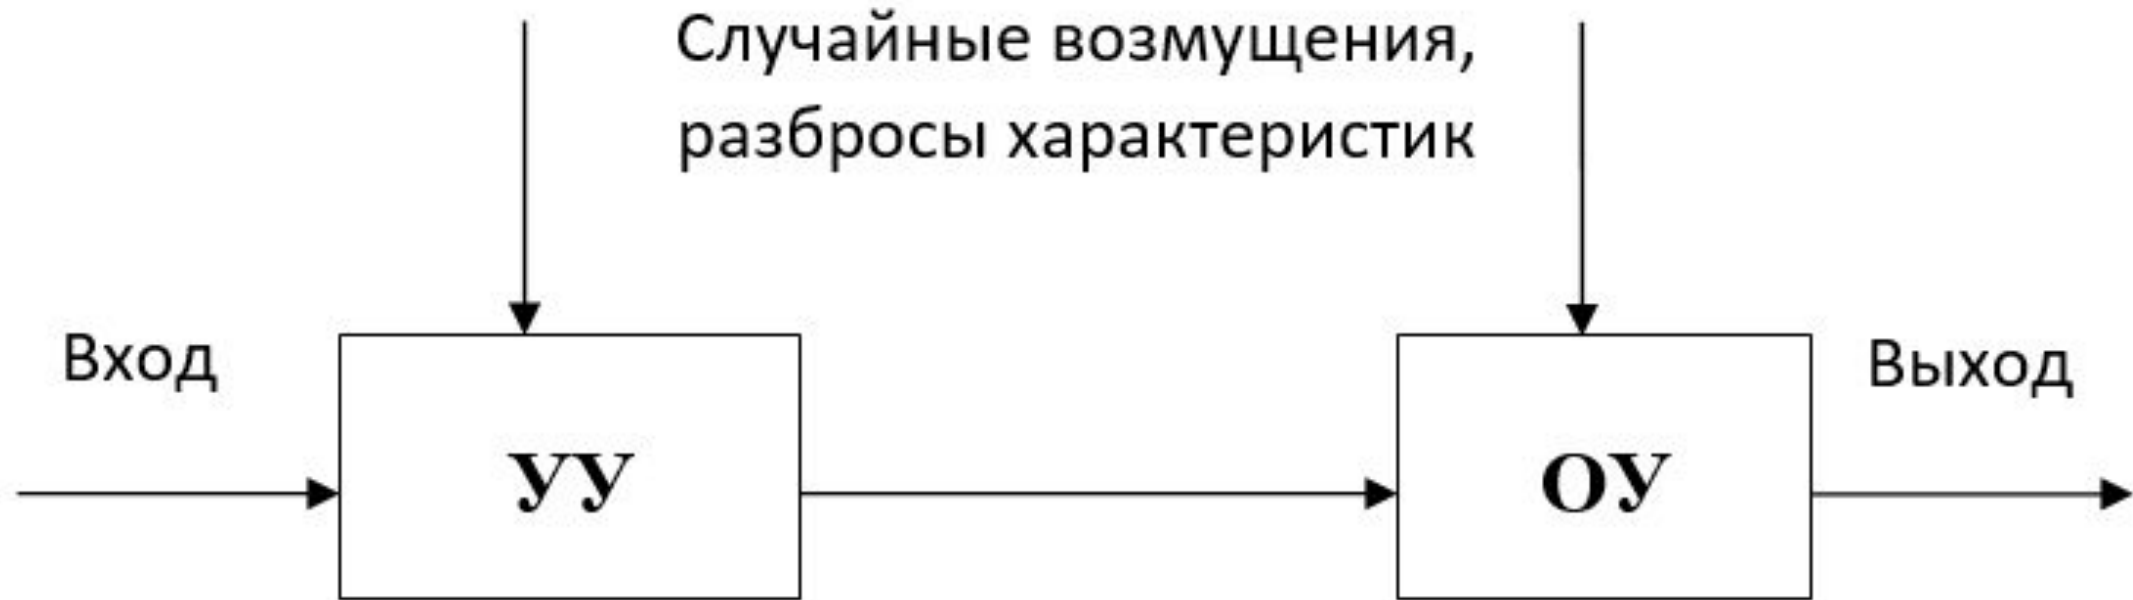 Случайные возмущения,
разбросы характеристик
Вход
Выход
УУ
ОУ